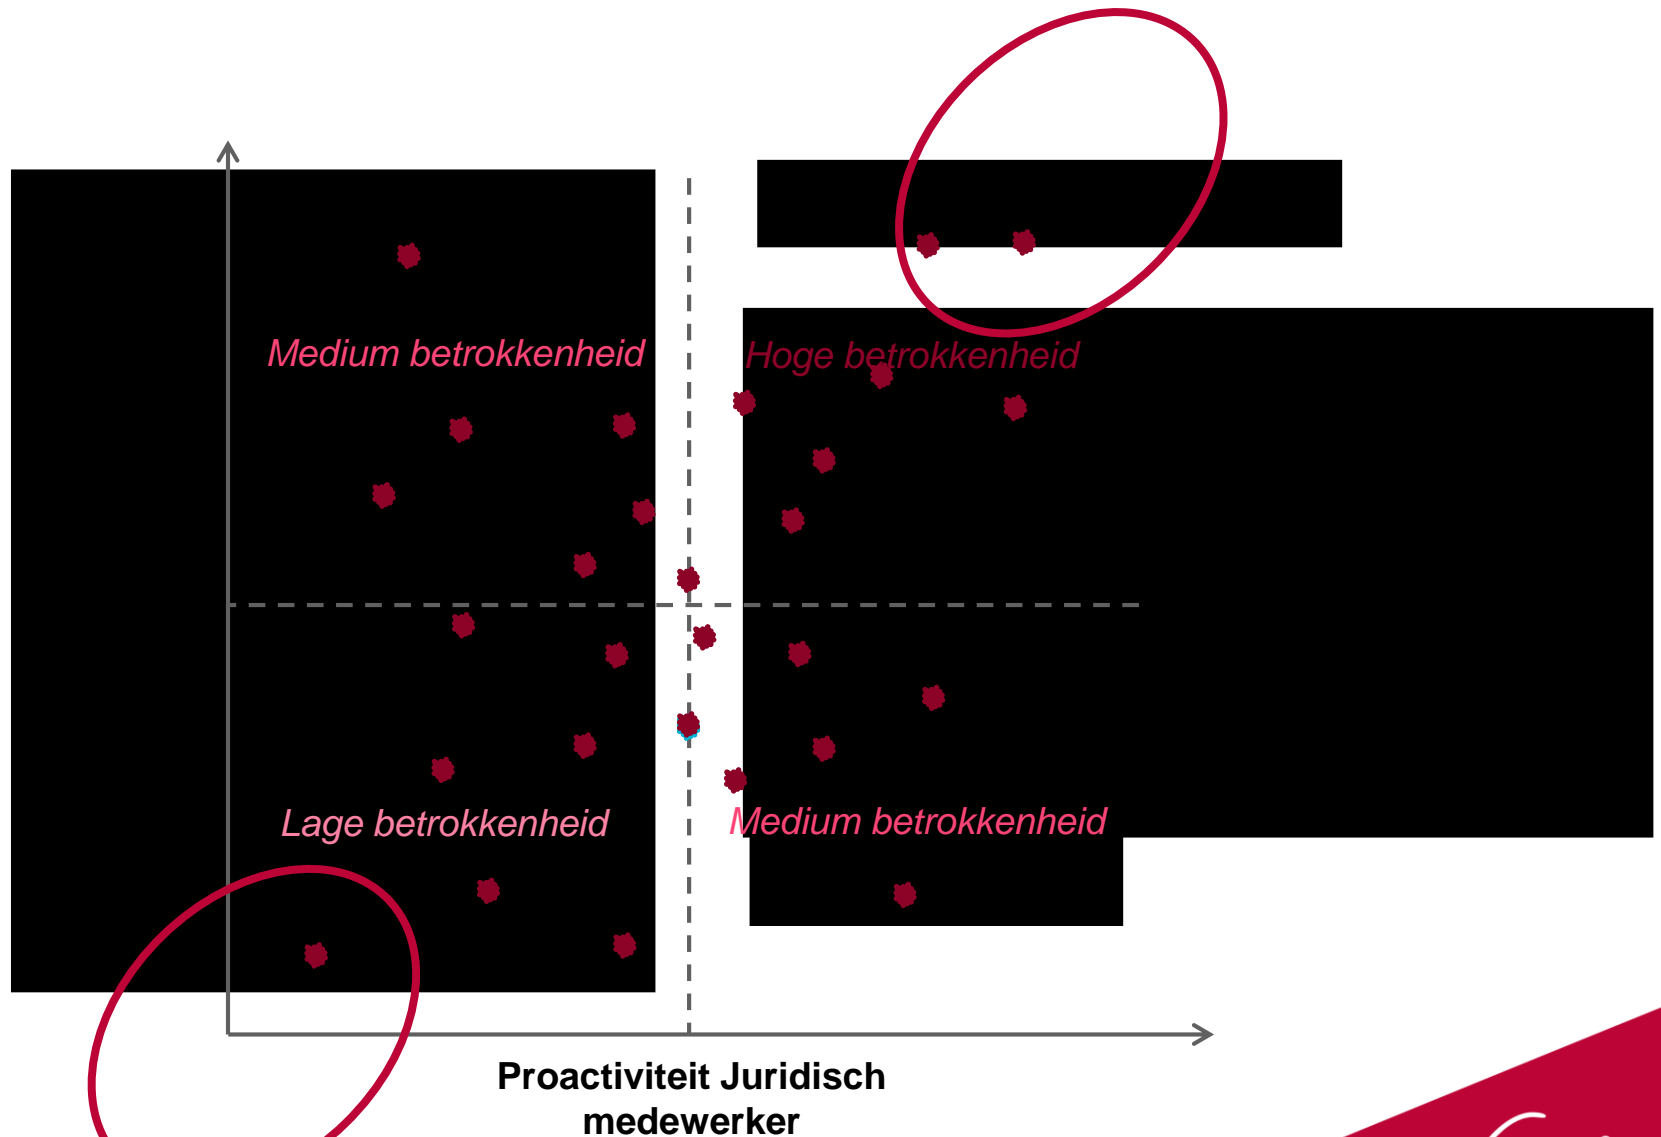 Medium betrokkenheid
Hoge betrokkenheid
Lage betrokkenheid
Medium betrokkenheid
Proactiviteit Juridisch
medewerker